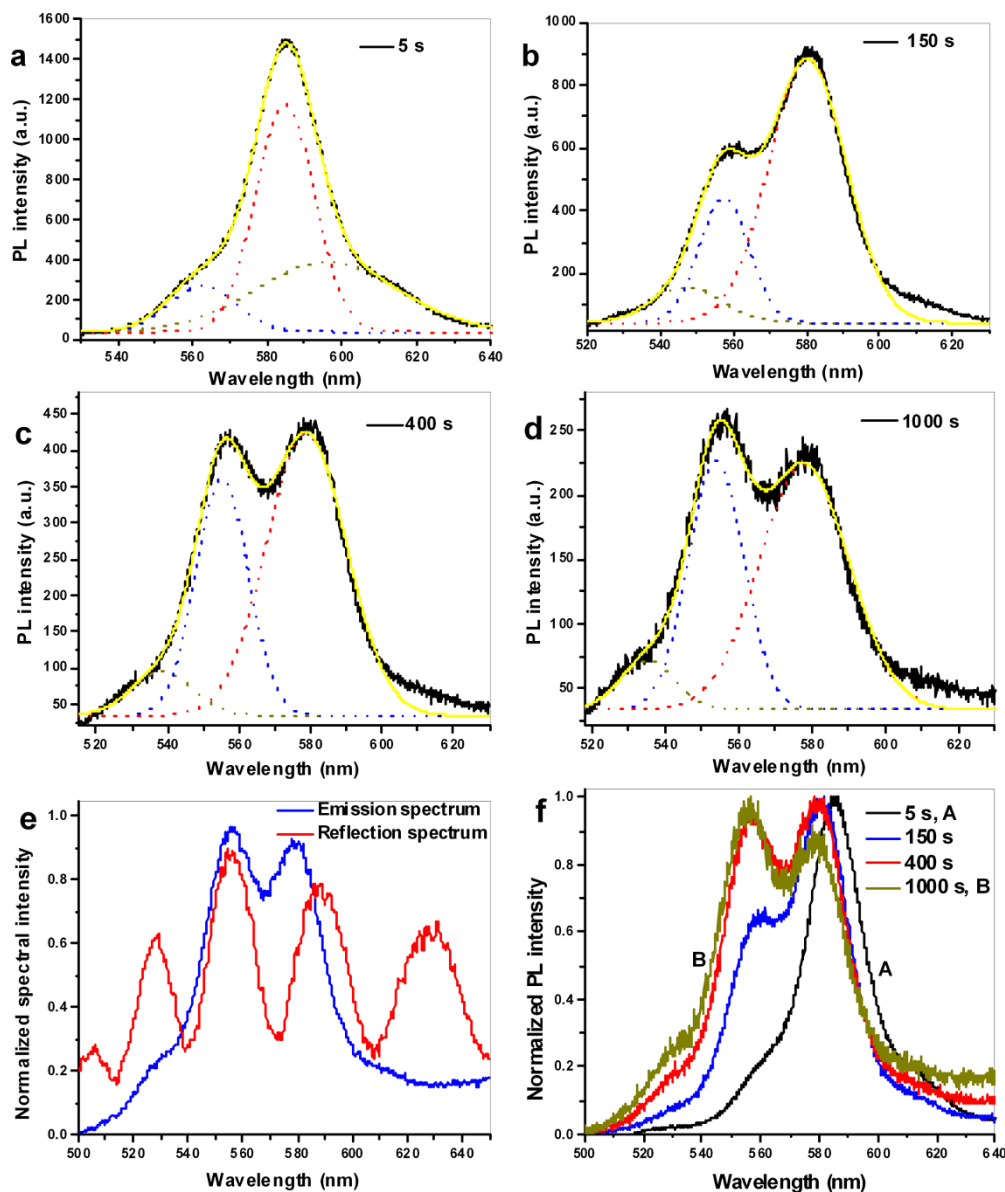 a
5 s
1600
1400
1200
1000
800
600
400
200
0
PL intensity (a.u.)
540
560
580
600
620
640
Wavelength (nm)
b
150 s
1000
800
600
400
200
0
PL intensity (a.u.)
520
540
560
580
600
620
Wavelength (nm)
c
400 s
450
400
350
300
250
200
150
100
50
PL intensity (a.u.)
520
540
560
580
600
620
Wavelength (nm)
d
1000 s
250
200
150
100
50
PL intensity (a.u.)
520
540
560
580
600
620
Wavelength (nm)
e
Emission spectrum
Reflection spectrum
1.0
0.8
0.6
0.4
0.2
0.0
Normalized spectral intensity
500
520
540
560
580
600
620
640
Wavelength (nm)
f
5 s, A
150 s
400 s
1000 s, B
B
A
1.0
0.8
0.6
0.4
0.2
0.0
Normalized PL intensity
500
520
540
560
580
600
620
640
Wavelength (nm)